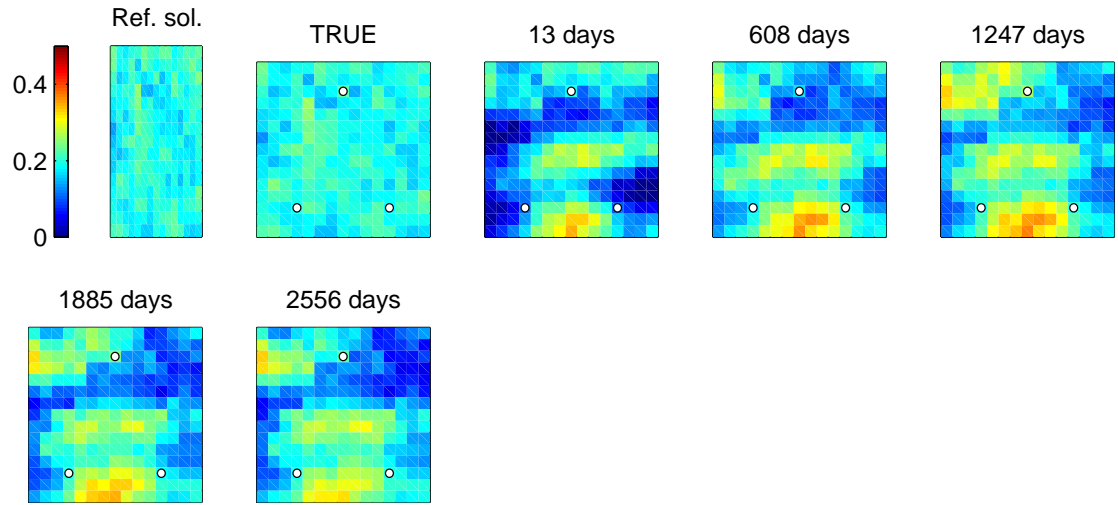 Ref. sol.
TRUE
13 days
608 days
1247 days
0.4
0.2
0
1885 days
2556 days